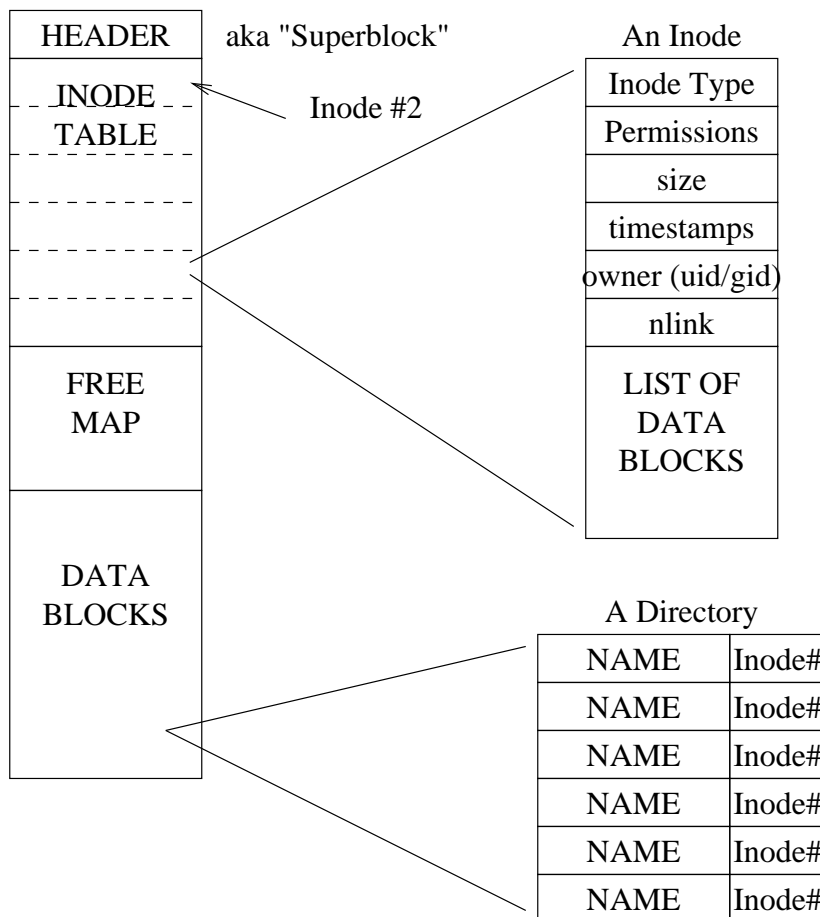 HEADER
aka "Superblock"
INODE
TABLE
Inode #2
FREE
MAP
DATA
BLOCKS
An Inode
Inode Type
Permissions
size
timestamps
owner (uid/gid)
nlink
LIST OF
DATA
BLOCKS
A Directory
NAME Inode#
NAME Inode#
NAME Inode#
NAME Inode#
NAME Inode#
NAME Inode#